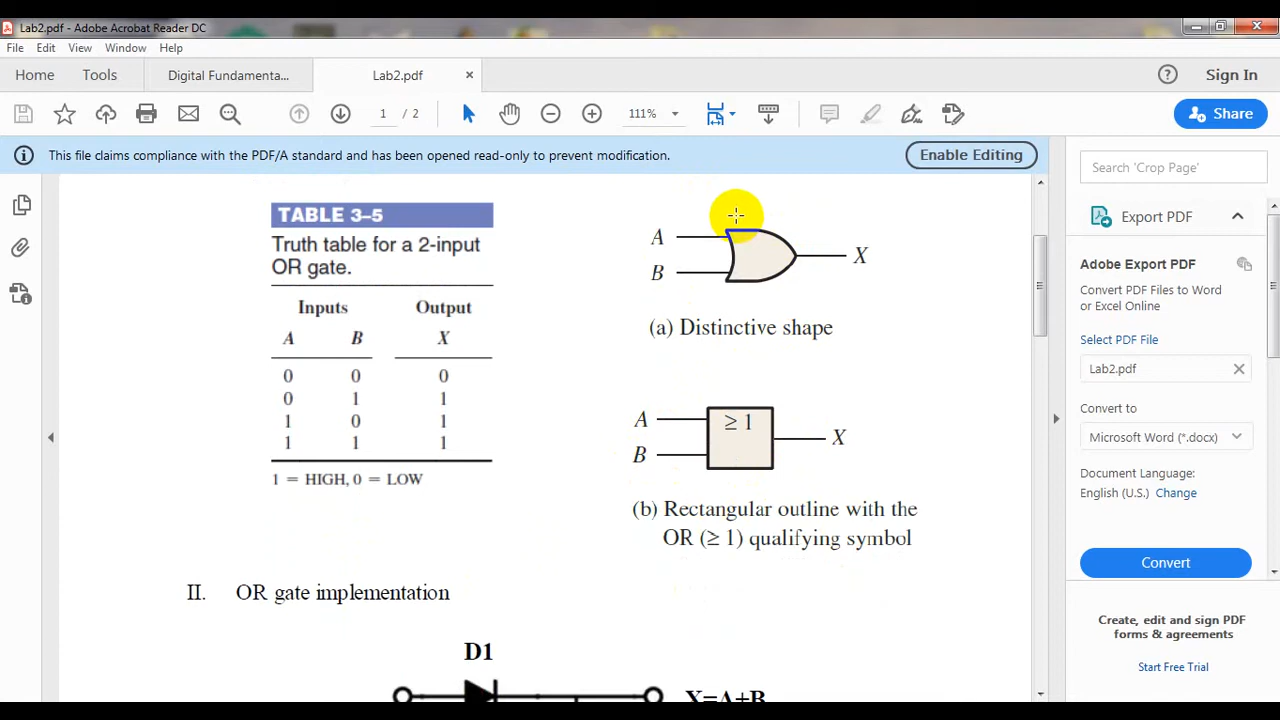 Lab2.pdf - Adobe Acrobat Reader DC
File Edit View Window Help
Home Tools Digital Fundamenta... Lab2.pdf × Sign In
1 / 2 111% Share
This file claims compliance with the PDF/A standard and has been opened read-only to prevent modification. Enable Editing
TABLE 3–5
Truth table for a 2-input
OR gate.
Inputs Output
A B X
0 0 0
0 1 1
1 0 1
1 1 1
1 = HIGH, 0 = LOW
A
B
X
(a) Distinctive shape
A
B
≥ 1
X
(b) Rectangular outline with the
OR (≥ 1) qualifying symbol
II. OR gate implementation
D1
X=A+B
Search 'Crop Page'
Export PDF
Adobe Export PDF
Convert PDF Files to Word
or Excel Online
Select PDF File
Lab2.pdf
Convert to
Microsoft Word (*.docx)
Document Language:
English (U.S.) Change
Convert
Create, edit and sign PDF
forms & agreements
Start Free Trial